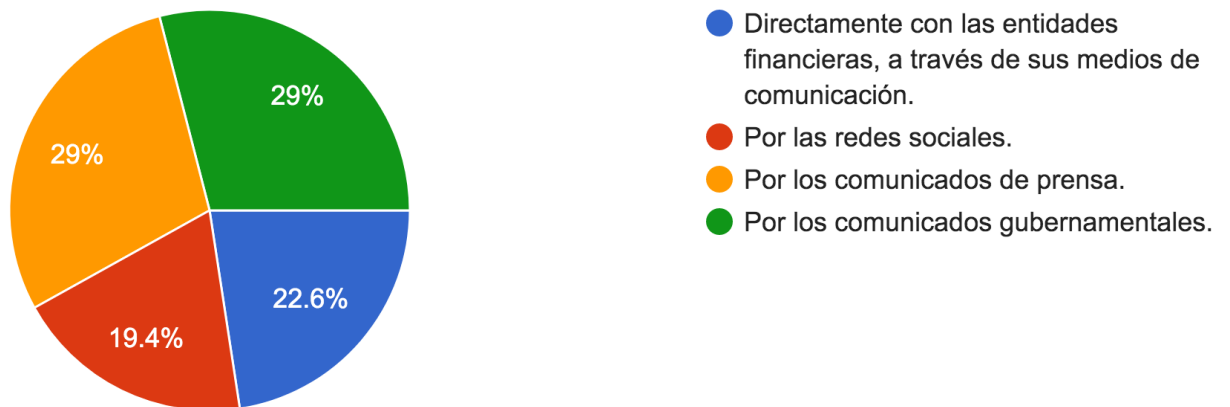 29%
29%
19.4%
22.6%
Directamente con las entidades
financieras, a través de sus medios de
comunicación.
Por las redes sociales.
Por los comunicados de prensa.
Por los comunicados gubernamentales.